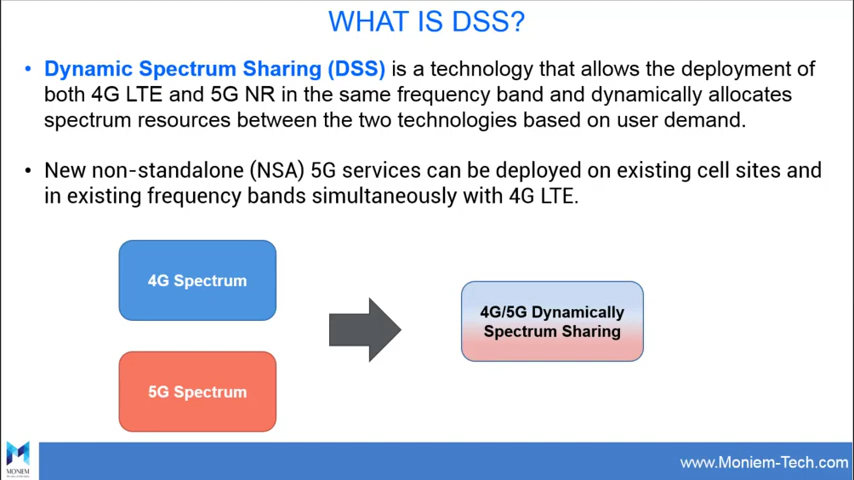 WHAT IS DSS?
• Dynamic Spectrum Sharing (DSS) is a technology that allows the deployment of
both 4G LTE and 5G NR in the same frequency band and dynamically allocates
spectrum resources between the two technologies based on user demand.
• New non-standalone (NSA) 5G services can be deployed on existing cell sites and
in existing frequency bands simultaneously with 4G LTE.
4G Spectrum
5G Spectrum
4G/5G Dynamically
Spectrum Sharing
MONIEM
www.Moniem-Tech.com